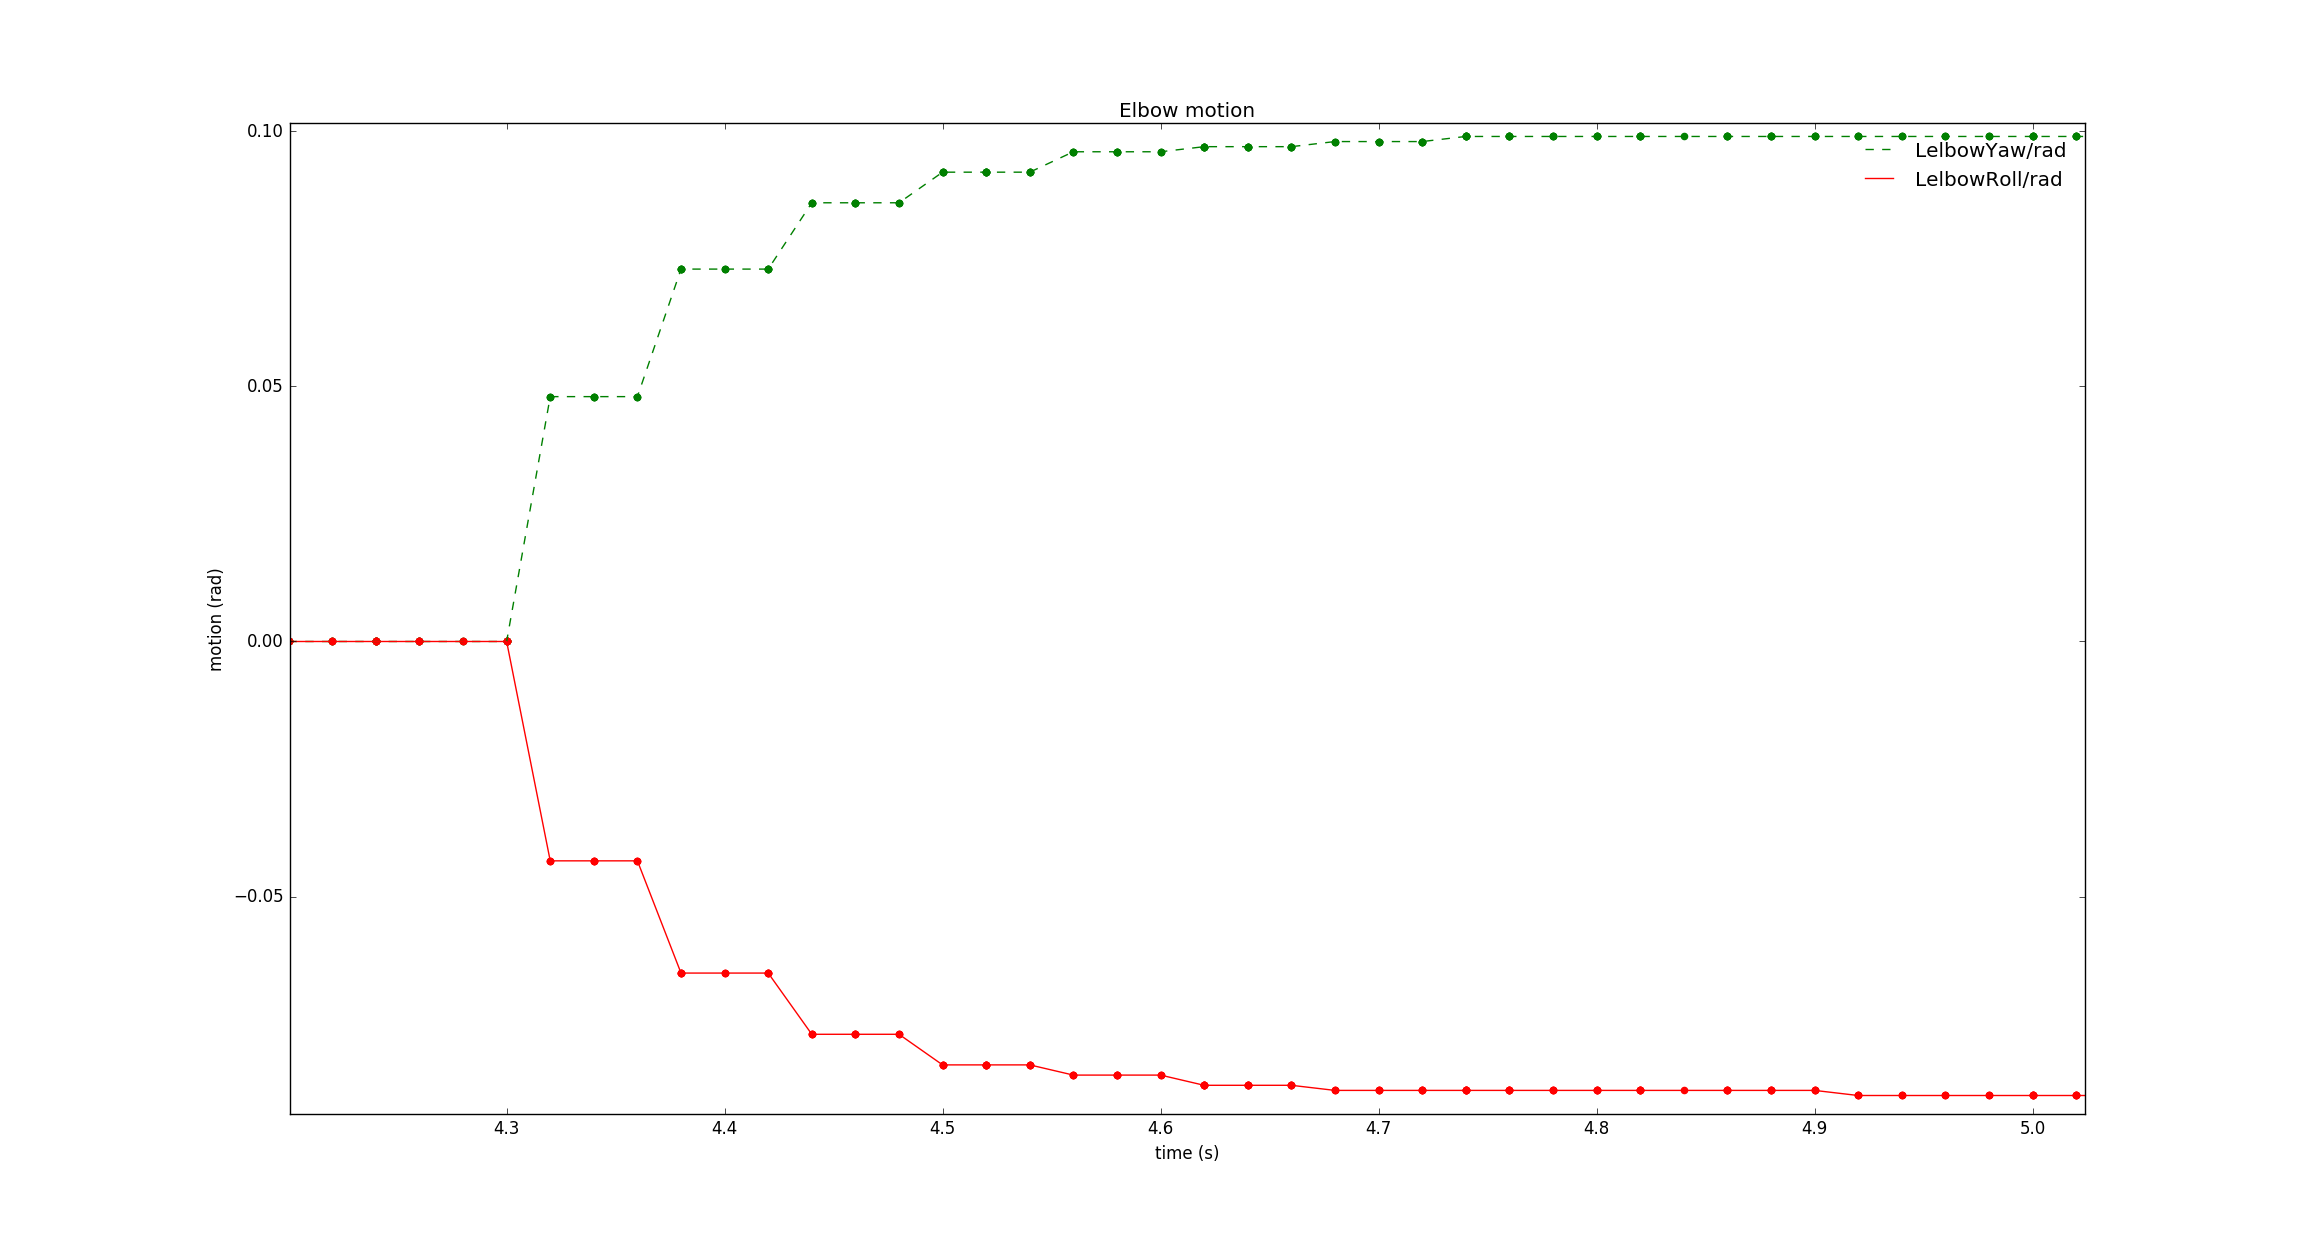 Elbow motion
0.10
0.05
0.00
−0.05
motion (rad)
LelbowYaw/rad
LelbowRoll/rad
4.3 4.4 4.5 4.6 4.7 4.8 4.9 5.0
time (s)